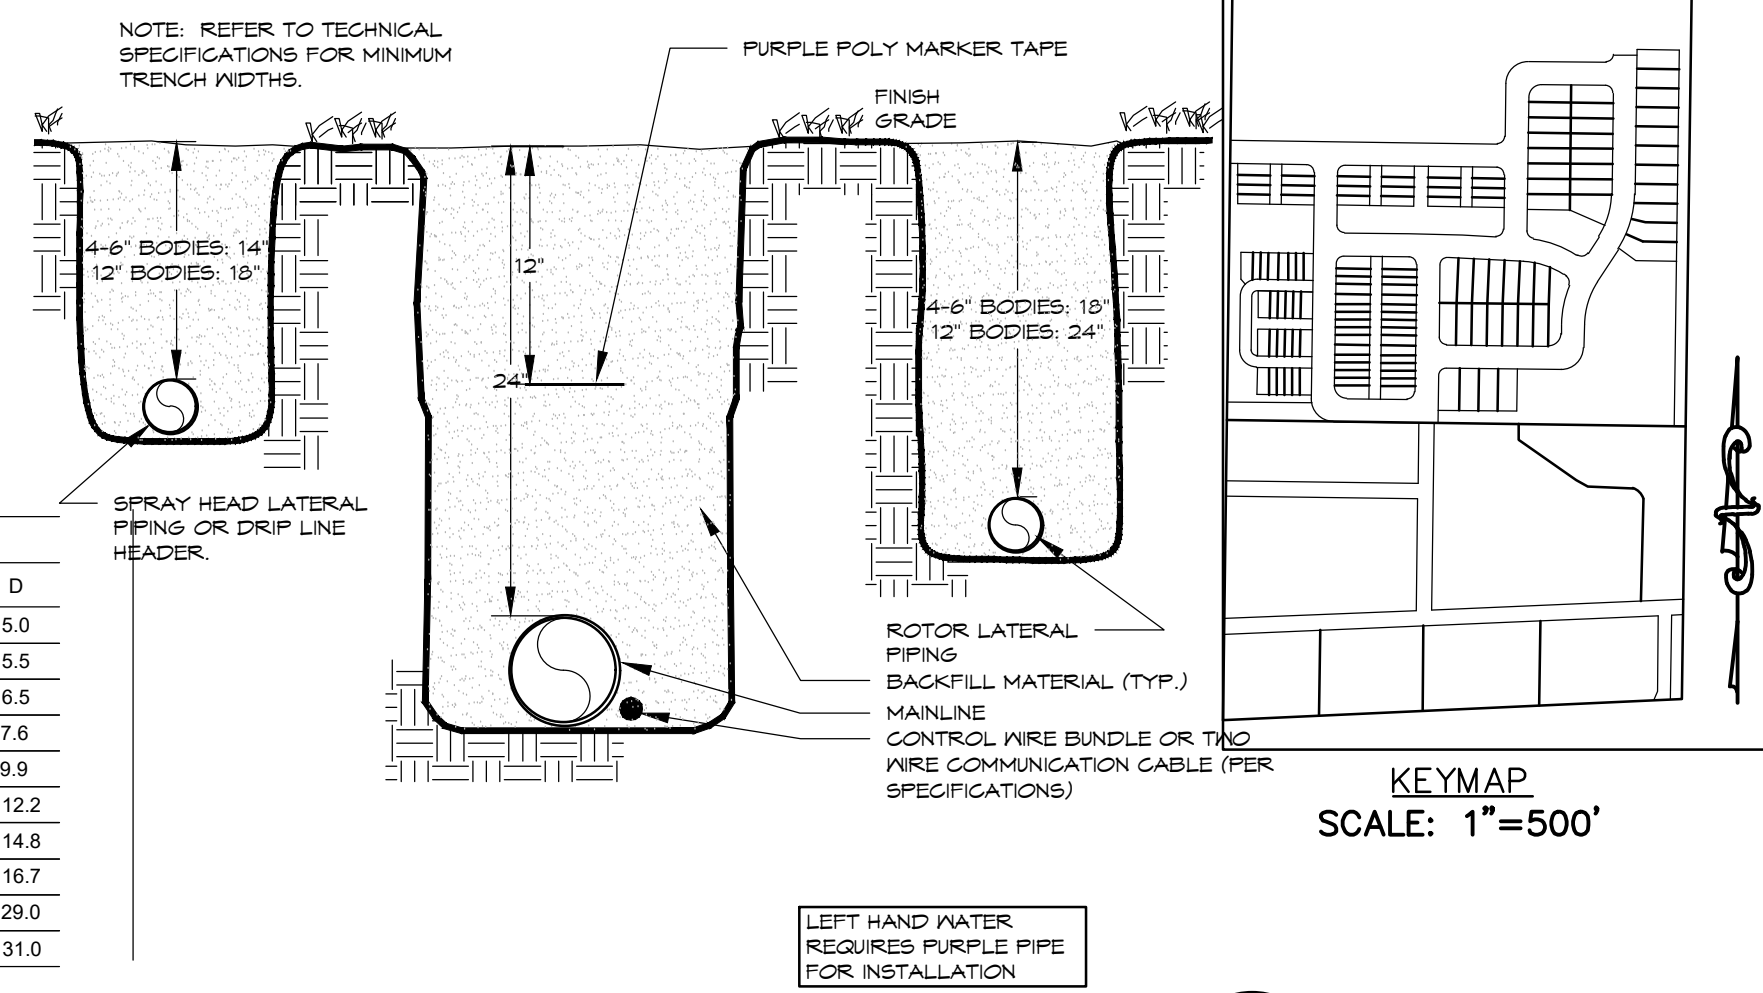 NOTE: REFER TO TECHNICAL
SPECIFICATIONS FOR MINIMUM
TRENCH WIDTHS.
PURPLE POLY MARKER TAPE
FINISH
GRADE
4-6" BODIES: 14"
12" BODIES: 18"
12"
24"
4-6" BODIES: 18"
12" BODIES: 24"
SPRAY HEAD LATERAL
PIPING OR DRIP LINE
HEADER.
ROTOR LATERAL
PIPING
BACKFILL MATERIAL (TYP.)
MAINLINE
CONTROL WIRE BUNDLE OR TWO
WIRE COMMUNICATION CABLE (PER
SPECIFICATIONS)
D
5.0
5.5
6.5
7.6
9.9
12.2
14.8
16.7
29.0
31.0
KEYMAP
SCALE: 1"=500'
LEFT HAND WATER
REQUIRES PURPLE PIPE
FOR INSTALLATION